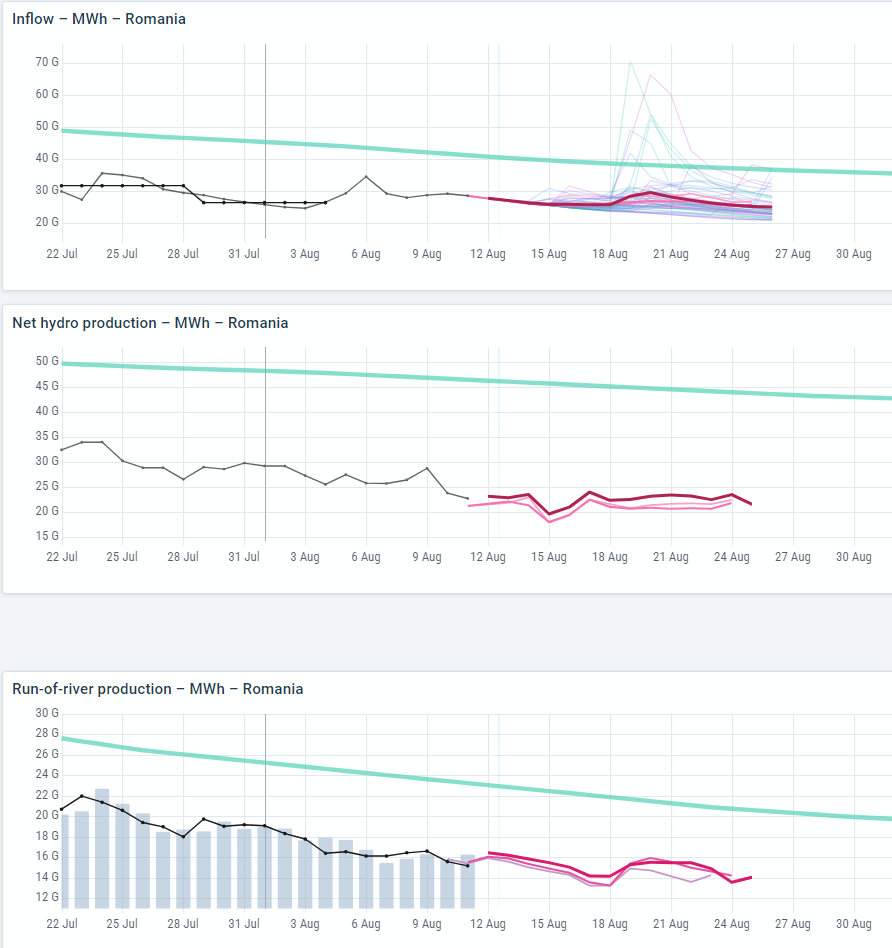 Inflow – MWh – Romania
70 G
60 G
50 G
40 G
30 G
20 G
22 Jul 25 Jul 28 Jul 31 Jul 3 Aug 6 Aug 9 Aug 12 Aug 15 Aug 18 Aug 21 Aug 24 Aug 27 Aug 30 Aug
Net hydro production – MWh – Romania
50 G
45 G
40 G
35 G
30 G
25 G
20 G
15 G
22 Jul 25 Jul 28 Jul 31 Jul 3 Aug 6 Aug 9 Aug 12 Aug 15 Aug 18 Aug 21 Aug 24 Aug 27 Aug 30 Aug
Run-of-river production – MWh – Romania
30 G
28 G
26 G
24 G
22 G
20 G
18 G
16 G
14 G
12 G
22 Jul 25 Jul 28 Jul 31 Jul 3 Aug 6 Aug 9 Aug 12 Aug 15 Aug 18 Aug 21 Aug 24 Aug 27 Aug 30 Aug